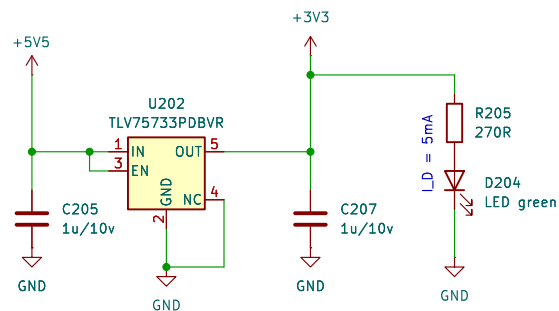 +3V3
+5V5
U202
TLV75733PDBVR
1 IN OUT 5
3 EN
GND
NC 4
2
R205
270R
I_D = 5mA
D204
LED green
C205
1u/10v
C207
1u/10v
GND
GND
GND
GND